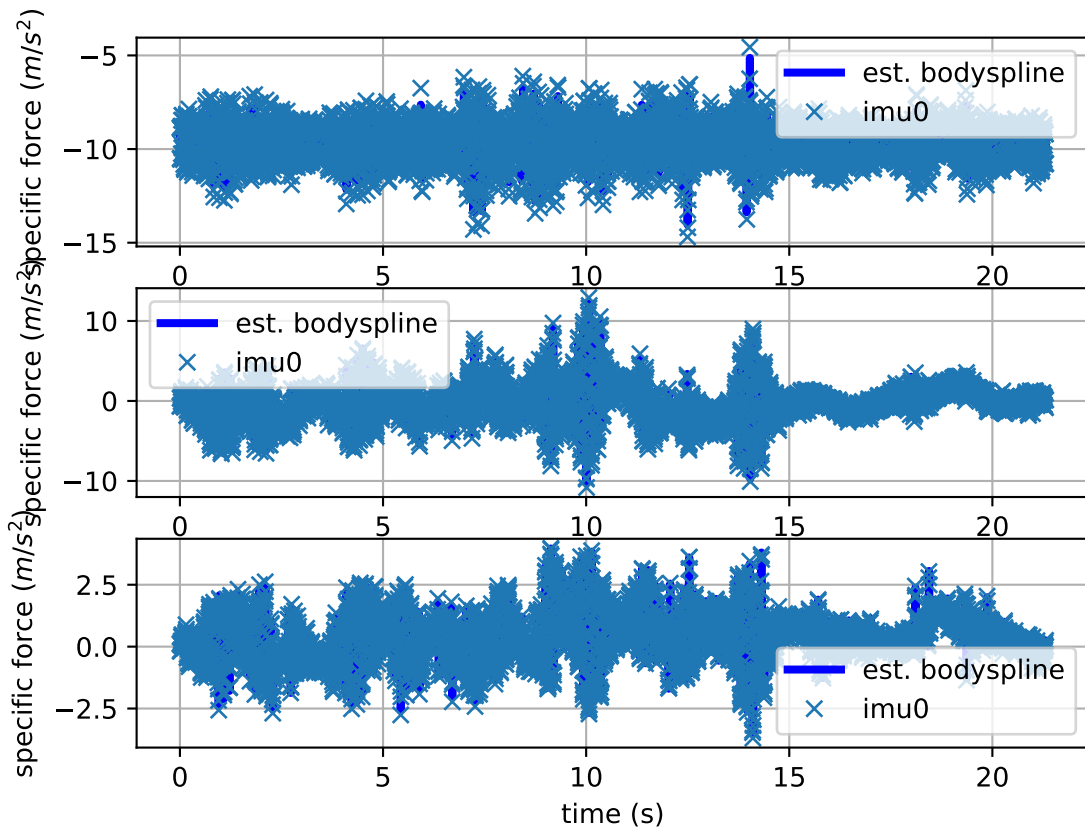 specific force (m/s²)
−5
−10
−15
est. bodyspline
imu0
0 5 10 15 20
specific force (m/s²)
10
0
−10
est. bodyspline
imu0
0 5 10 15 20
specific force (m/s²)
2.5
0.0
−2.5
est. bodyspline
imu0
0 5 10 15 20
time (s)